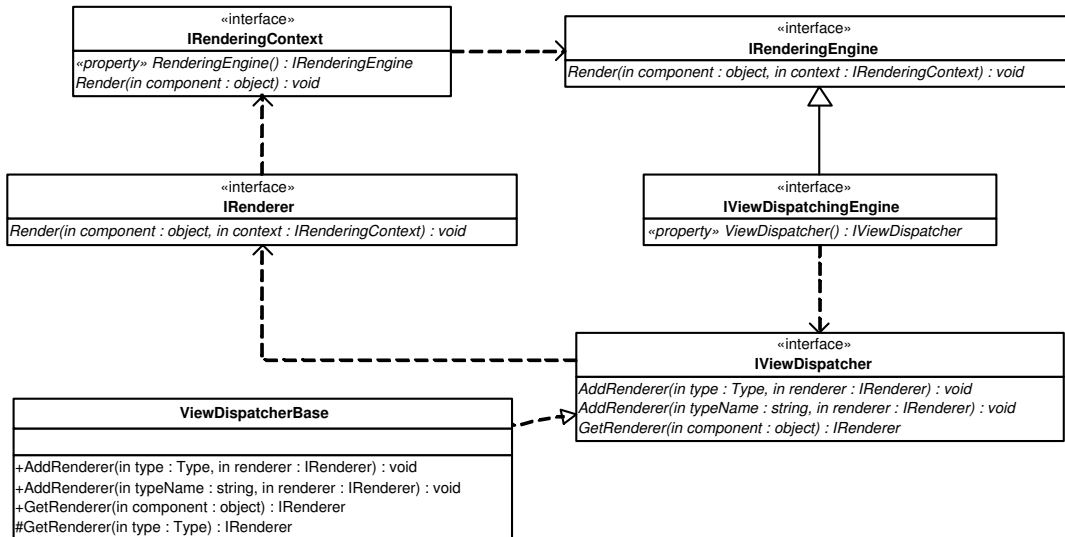 «interface»
IRenderingContext
«property» RenderingEngine() : IRenderingEngine
Render(in component : object) : void
«interface»
IRenderingEngine
Render(in component : object, in context : IRenderingContext) : void
«interface»
IRenderer
Render(in component : object, in context : IRenderingContext) : void
«interface»
IViewDispatchingEngine
«property» ViewDispatcher() : IViewDispatcher
«interface»
IViewDispatcher
AddRenderer(in type : Type, in renderer : IRenderer) : void
AddRenderer(in typeName : string, in renderer : IRenderer) : void
GetRenderer(in component : object) : IRenderer
ViewDispatcherBase
+AddRenderer(in type : Type, in renderer : IRenderer) : void
+AddRenderer(in typeName : string, in renderer : IRenderer) : void
+GetRenderer(in component : object) : IRenderer
#GetRenderer(in type : Type) : IRenderer